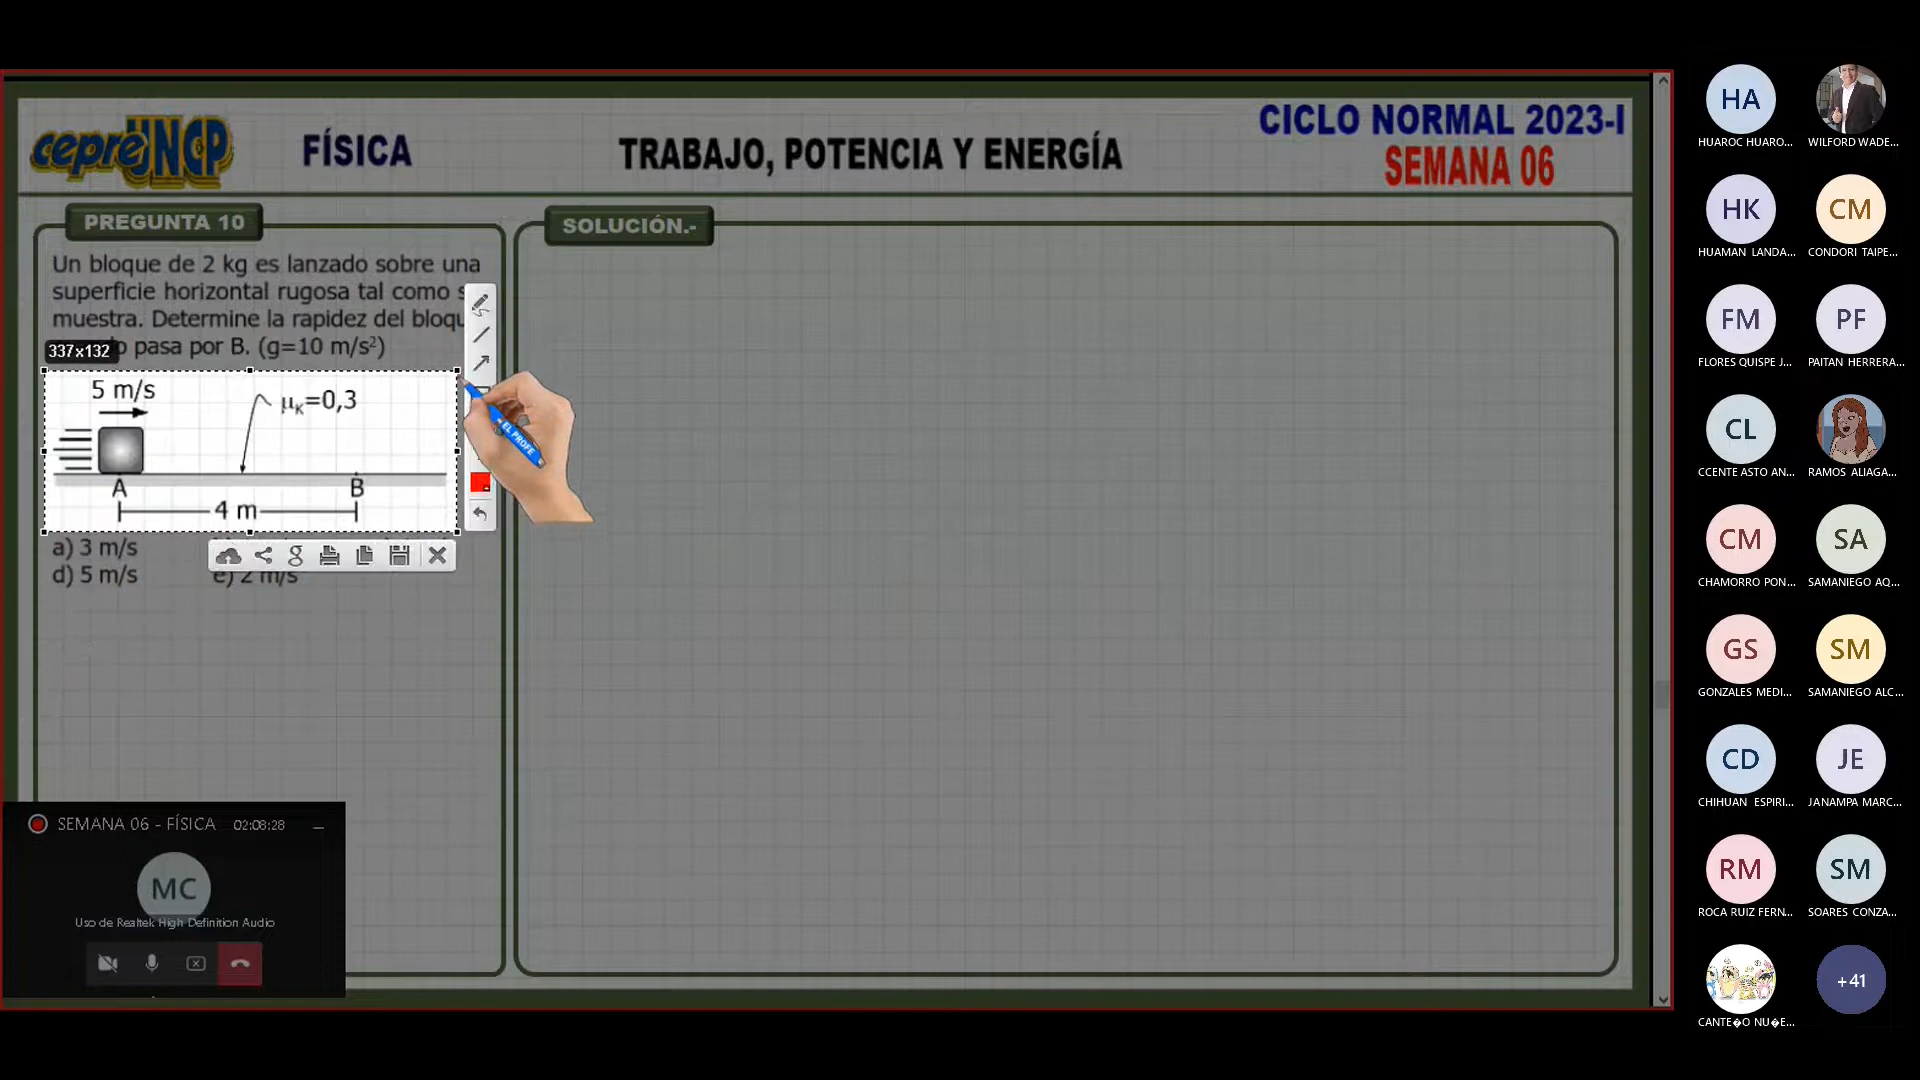 cepreUNCP
FÍSICA
TRABAJO, POTENCIA Y ENERGÍA
CICLO NORMAL 2023-I
SEMANA 06
PREGUNTA 10
Un bloque de 2 kg es lanzado sobre una
superficie horizontal rugosa tal como s
muestra. Determine la rapidez del bloqu
o pasa por B. (g=10 m/s²)
337x132
5 m/s
μK=0,3
A
B
4 m
a) 3 m/s
d) 5 m/s
e) 2 m/s
SOLUCIÓN.-
EL PROFE
SEMANA 06 - FÍSICA 02:08:28
MC
Uso de Realtek High Definition Audio
HA
HUAROC HUARO...
WILFORD WADE...
HK
HUAMAN LANDA...
CM
CONDORI TAIPE...
FM
FLORES QUISPE J...
PF
PAITAN HERRERA...
CL
CCENTE ASTO AN...
RAMOS ALIAGA...
CM
CHAMORRO PON...
SA
SAMANIEGO AQ...
GS
GONZALES MEDI...
SM
SAMANIEGO ALC...
CD
CHIHUAN ESPIRI...
JE
JANAMPA MARC...
RM
ROCA RUIZ FERN...
SM
SOARES CONZA...
CANTE�O NU�E...
+41